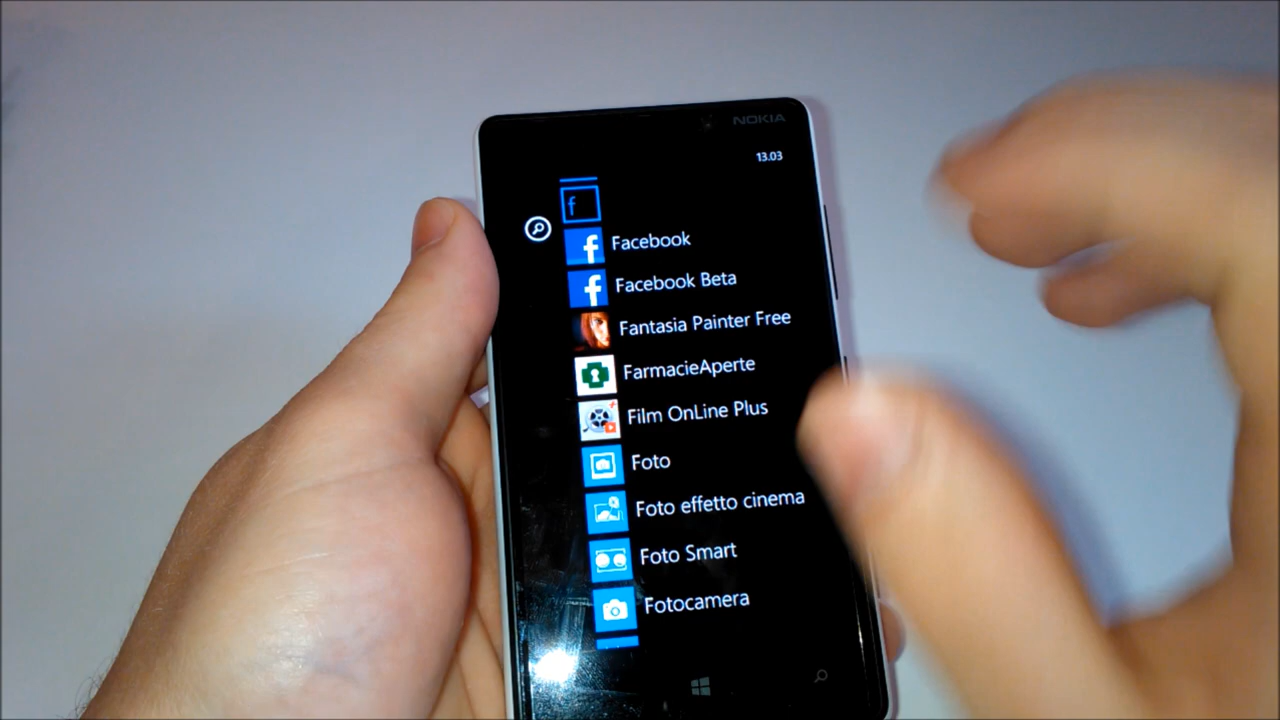 NOKIA
13.03
f
Facebook
Facebook Beta
Fantasia Painter Free
FarmacieAperte
Film OnLine Plus
Foto
Foto effetto cinema
Foto Smart
Fotocamera